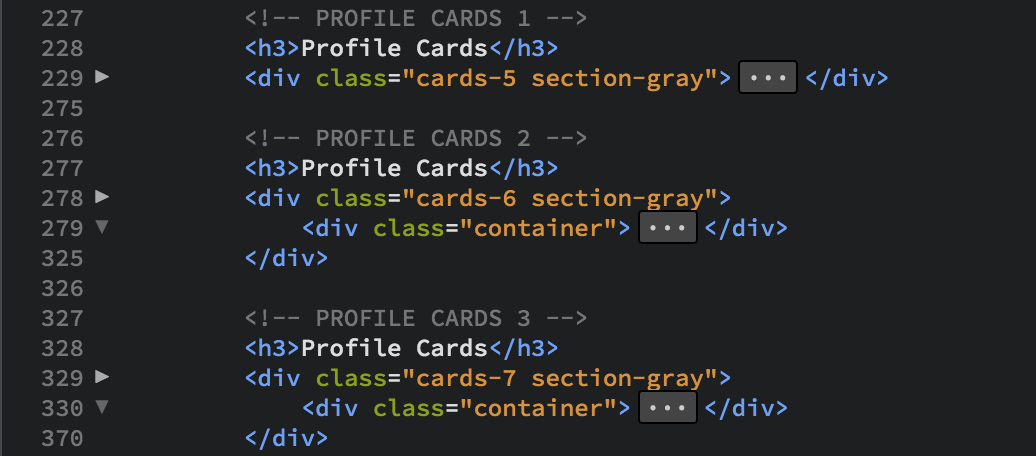 227 <!-- PROFILE CARDS 1 -->
228 <h3>Profile Cards</h3>
229 <div class="cards-5 section-gray"> ••• </div>
275
276 <!-- PROFILE CARDS 2 -->
277 <h3>Profile Cards</h3>
278 <div class="cards-6 section-gray">
279 <div class="container"> ••• </div>
325 </div>
326
327 <!-- PROFILE CARDS 3 -->
328 <h3>Profile Cards</h3>
329 <div class="cards-7 section-gray">
330 <div class="container"> ••• </div>
370 </div>